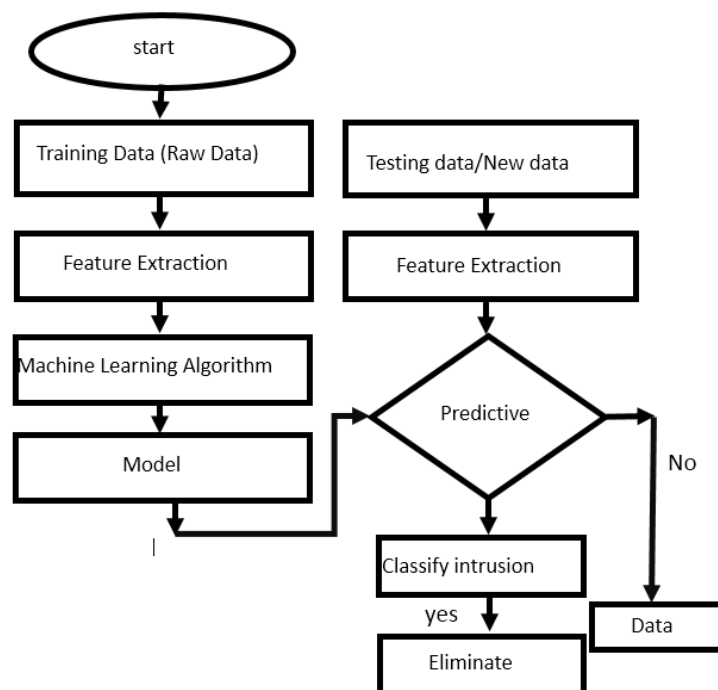 start
Training Data (Raw Data)
Testing data/New data
Feature Extraction
Feature Extraction
Machine Learning Algorithm
Predictive
Model
No
Classify intrusion
yes
Data
Eliminate